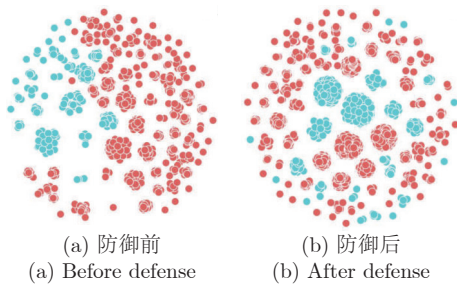 (a) 防御前
(a) Before defense
(b) 防御后
(b) After defense